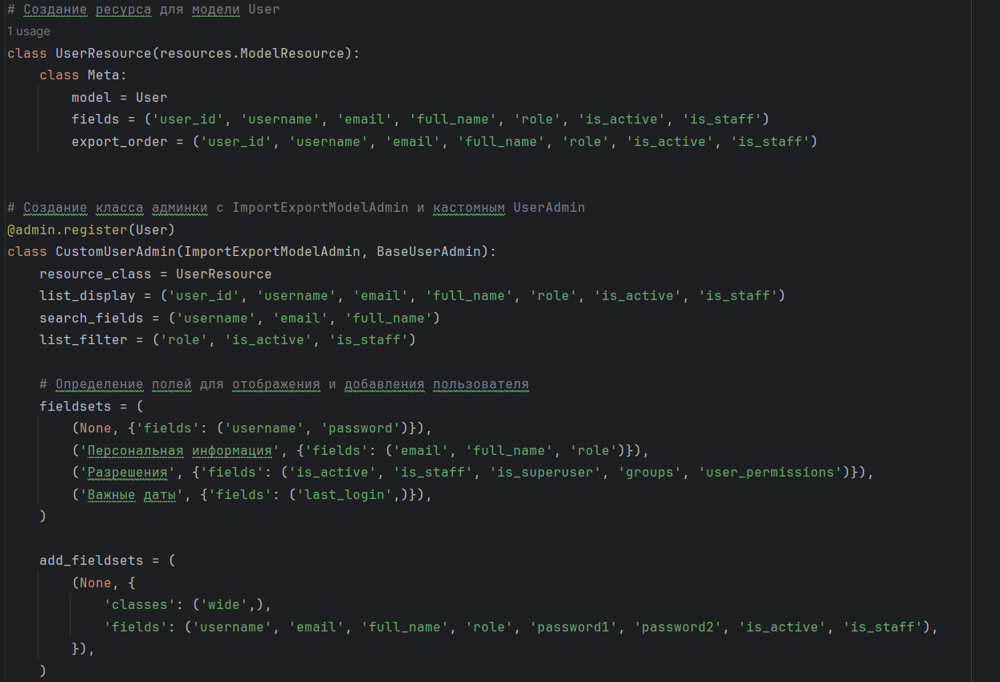 # Создание ресурса для модели User
1 usage
class UserResource(resources.ModelResource):
    class Meta:
        model = User
        fields = ('user_id', 'username', 'email', 'full_name', 'role', 'is_active', 'is_staff')
        export_order = ('user_id', 'username', 'email', 'full_name', 'role', 'is_active', 'is_staff')
# Создание класса админки с ImportExportModelAdmin и кастомным UserAdmin
@admin.register(User)
class CustomUserAdmin(ImportExportModelAdmin, BaseUserAdmin):
    resource_class = UserResource
    list_display = ('user_id', 'username', 'email', 'full_name', 'role', 'is_active', 'is_staff')
    search_fields = ('username', 'email', 'full_name')
    list_filter = ('role', 'is_active', 'is_staff')
    # Определение полей для отображения и добавления пользователя
    fieldsets = (
        (None, {'fields': ('username', 'password')}),
        ('Персональная информация', {'fields': ('email', 'full_name', 'role')}),
        ('Разрешения', {'fields': ('is_active', 'is_staff', 'is_superuser', 'groups', 'user_permissions')}),
        ('Важные даты', {'fields': ('last_login',)}),
    )
    add_fieldsets = (
        (None, {
            'classes': ('wide',),
            'fields': ('username', 'email', 'full_name', 'role', 'password1', 'password2', 'is_active', 'is_staff'),
        }),
    )